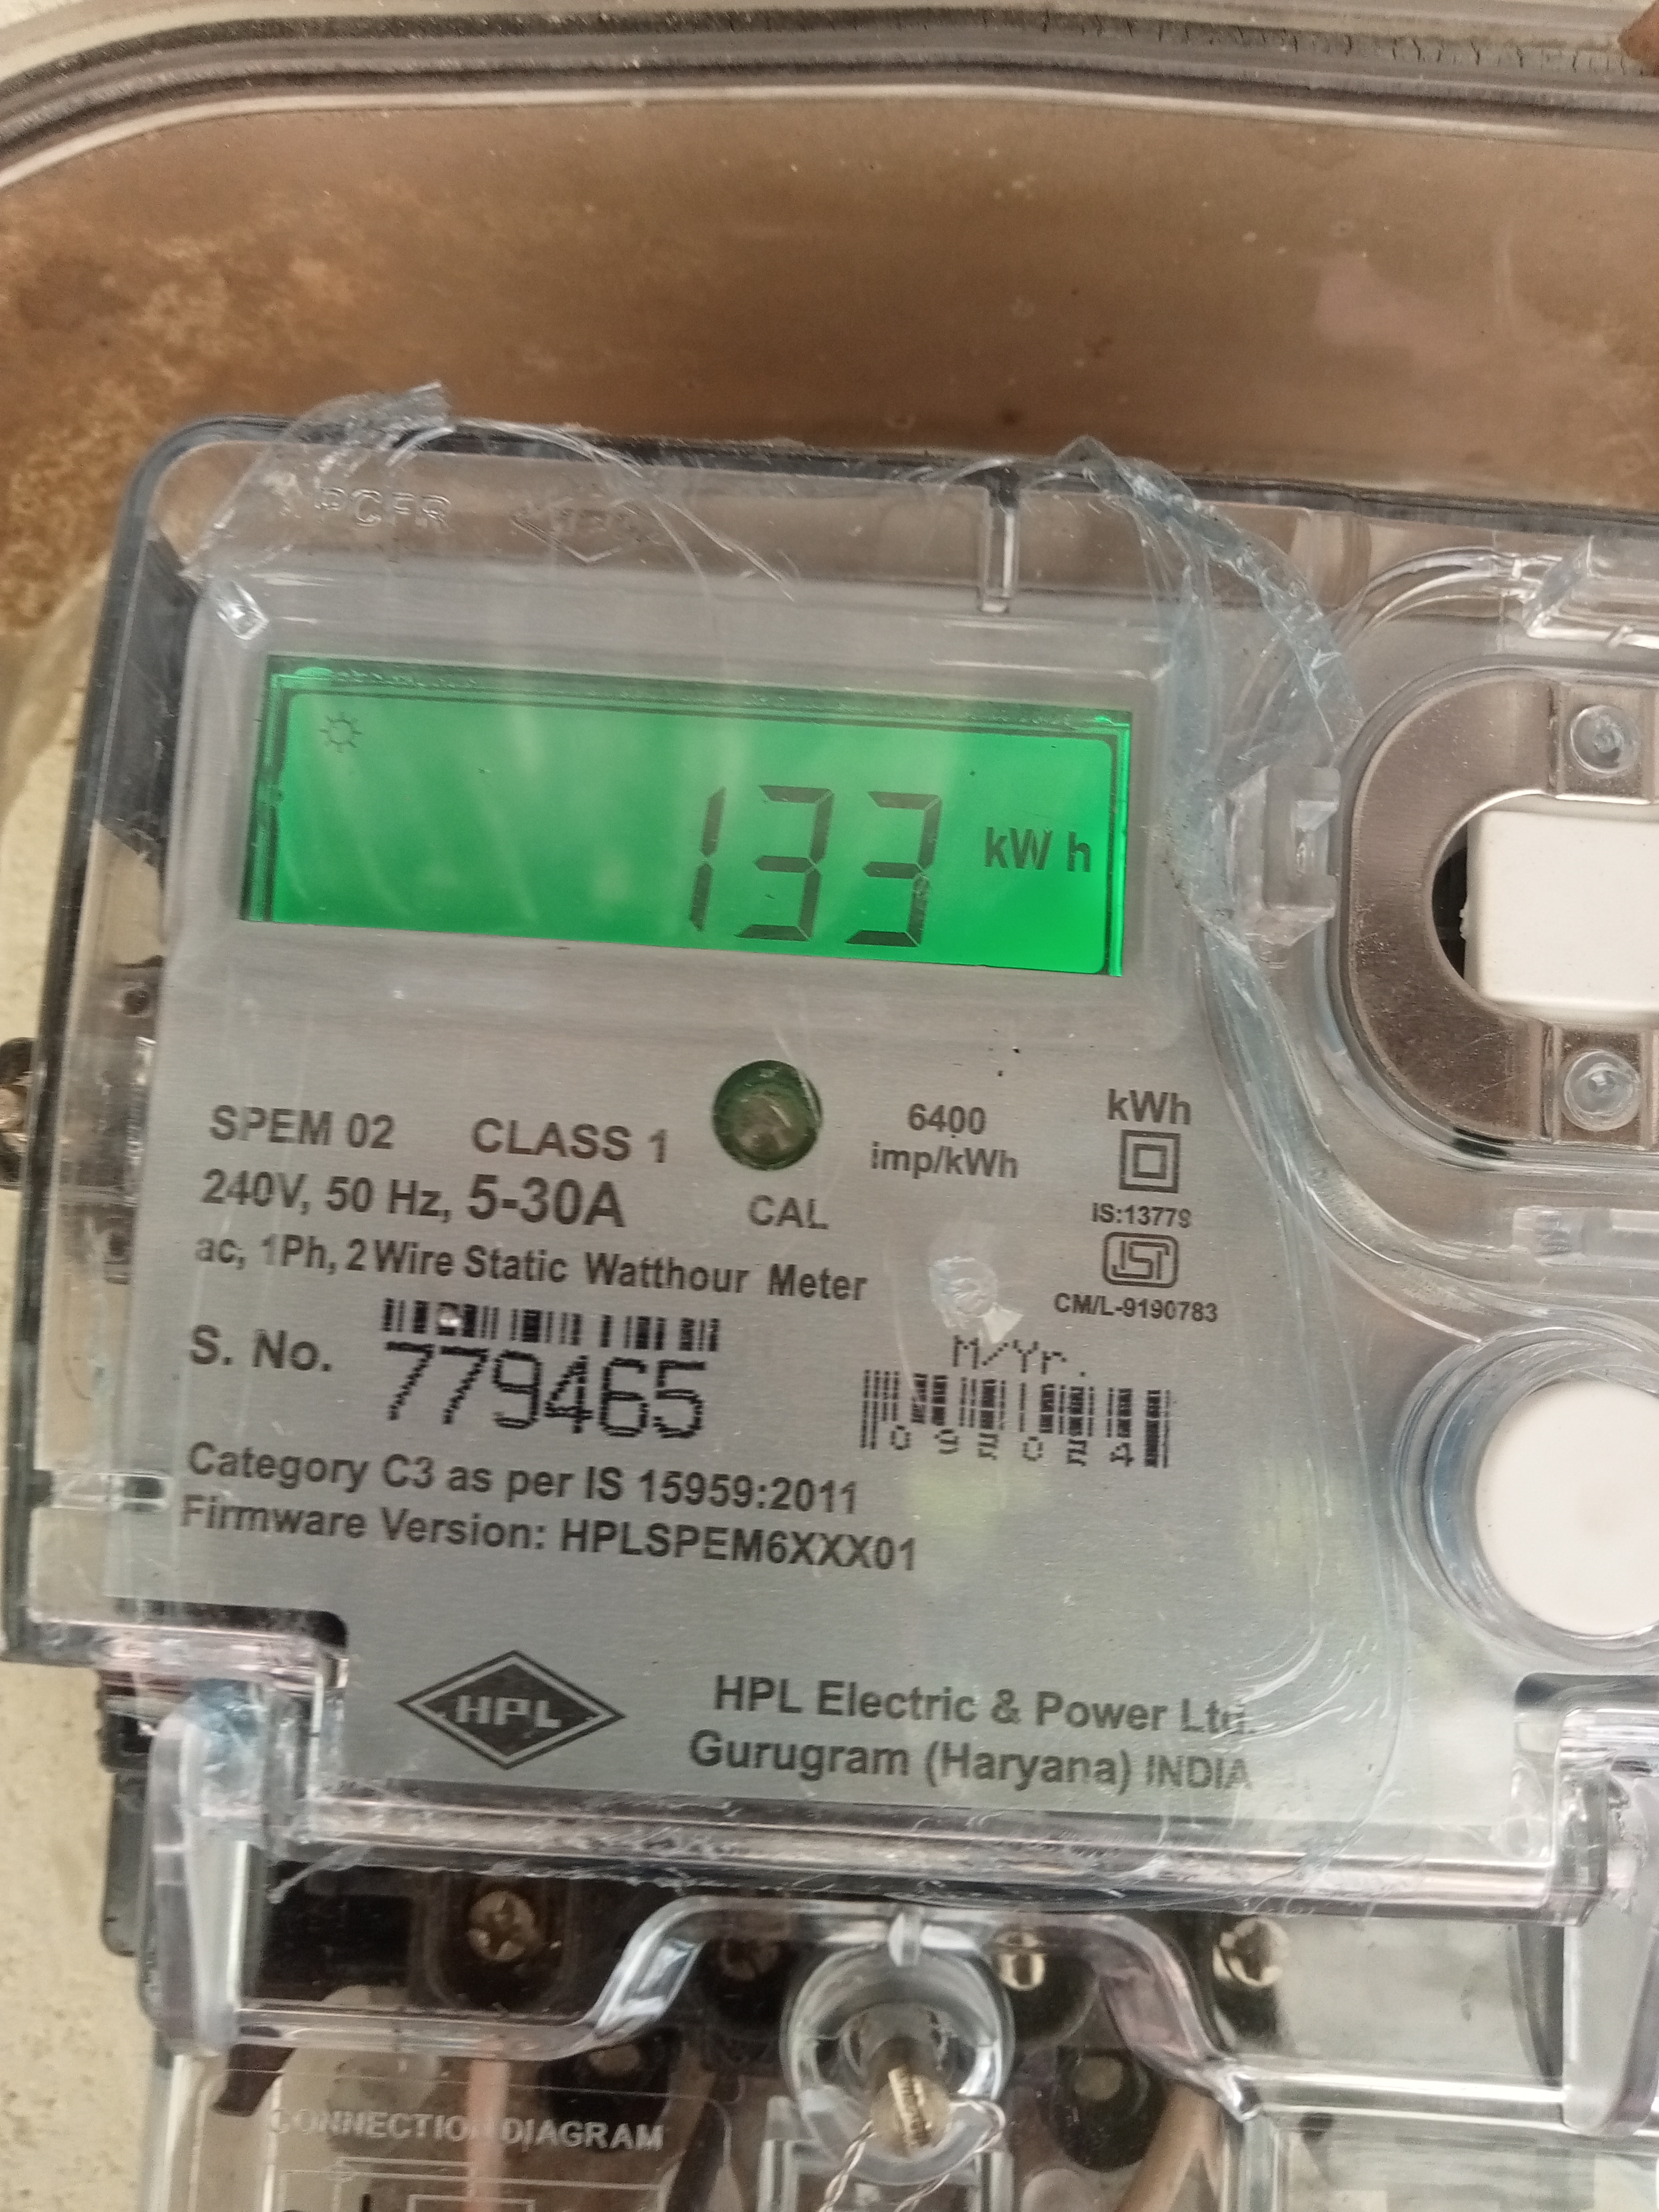 PCFR
133 kWh
SPEM 02 CLASS 1
240V, 50 Hz, 5-30A
ac, 1Ph, 2 Wire Static Watthour Meter
CAL
6400
imp/kWh
kWh
IS:13779
ISI
CM/L-9190783
S. No. 779465
M/Yr.
Category C3 as per IS 15959:2011
Firmware Version: HPLSPEM6XXX01
HPL
HPL Electric & Power Ltd.
Gurugram (Haryana) INDIA
CONNECTION DIAGRAM